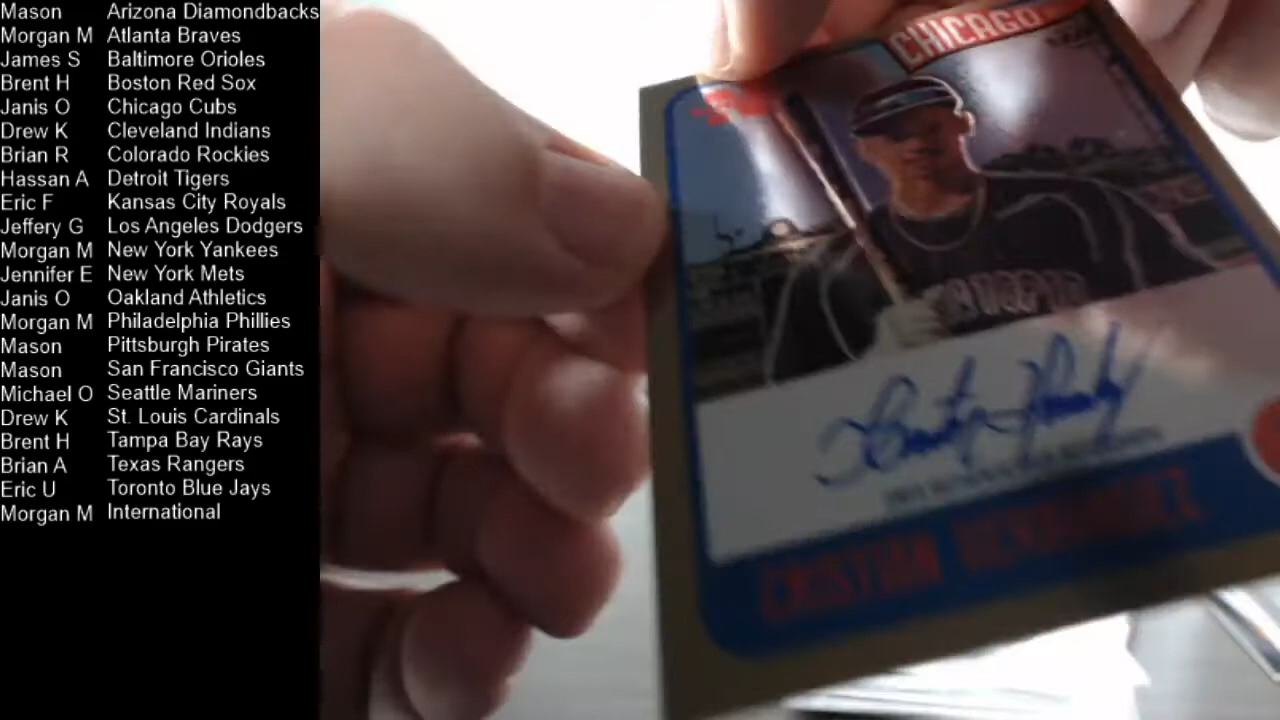 Mason Arizona Diamondbacks
Morgan M Atlanta Braves
James S Baltimore Orioles
Brent H Boston Red Sox
Janis O Chicago Cubs
Drew K Cleveland Indians
Brian R Colorado Rockies
Hassan A Detroit Tigers
Eric F Kansas City Royals
Jeffery G Los Angeles Dodgers
Morgan M New York Yankees
Jennifer E New York Mets
Janis O Oakland Athletics
Morgan M Philadelphia Phillies
Mason Pittsburgh Pirates
Mason San Francisco Giants
Michael O Seattle Mariners
Drew K St. Louis Cardinals
Brent H Tampa Bay Rays
Brian A Texas Rangers
Eric U Toronto Blue Jays
Morgan M International
CHICAGO
CRISTIAN HERNANDEZ